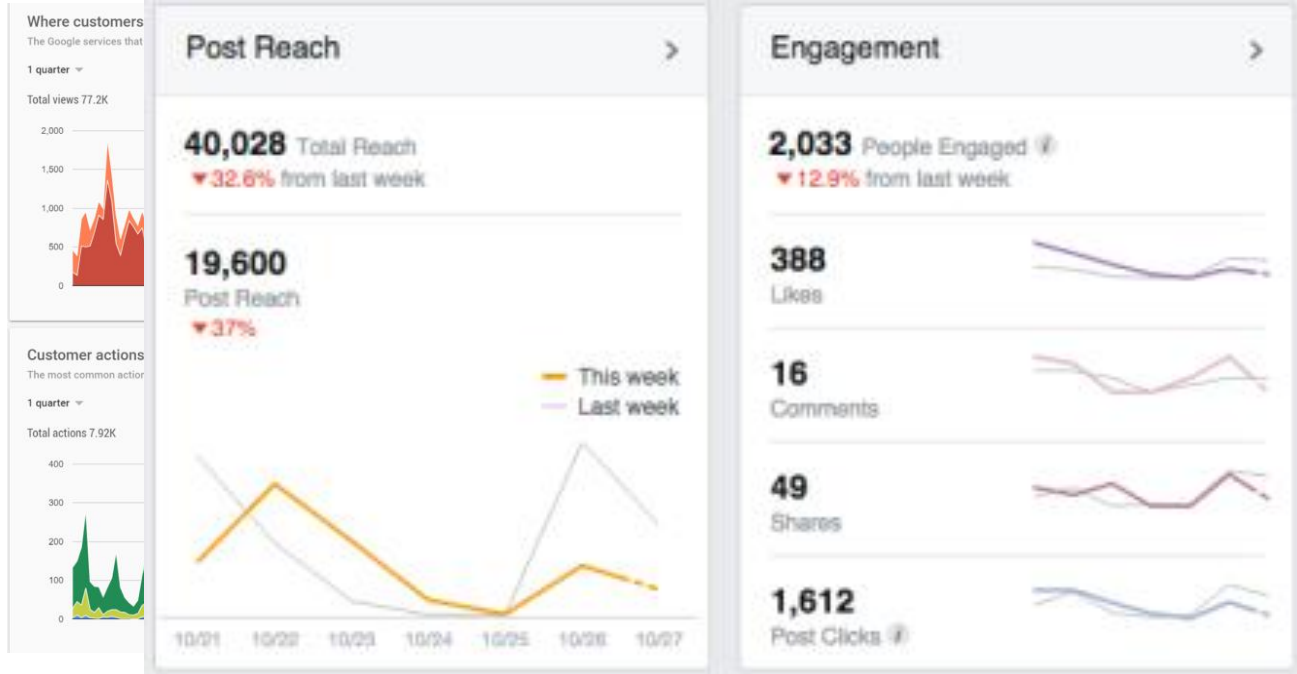 Where customers
The Google services that
1 quarter
Total views 77.2K
2,000
1,500
1,000
500
0
Customer actions
The most common action
1 quarter
Total actions 7.92K
400
300
200
100
0
Post Reach
40,028 Total Reach
▼32.6% from last week
19,600
Post Reach
▼37%
This week
Last week
10/21 10/22 10/23 10/24 10/25 10/26 10/27
Engagement
2,033 People Engaged i
▼12.9% from last week
388
Likes
16
Comments
49
Shares
1,612
Post Clicks i